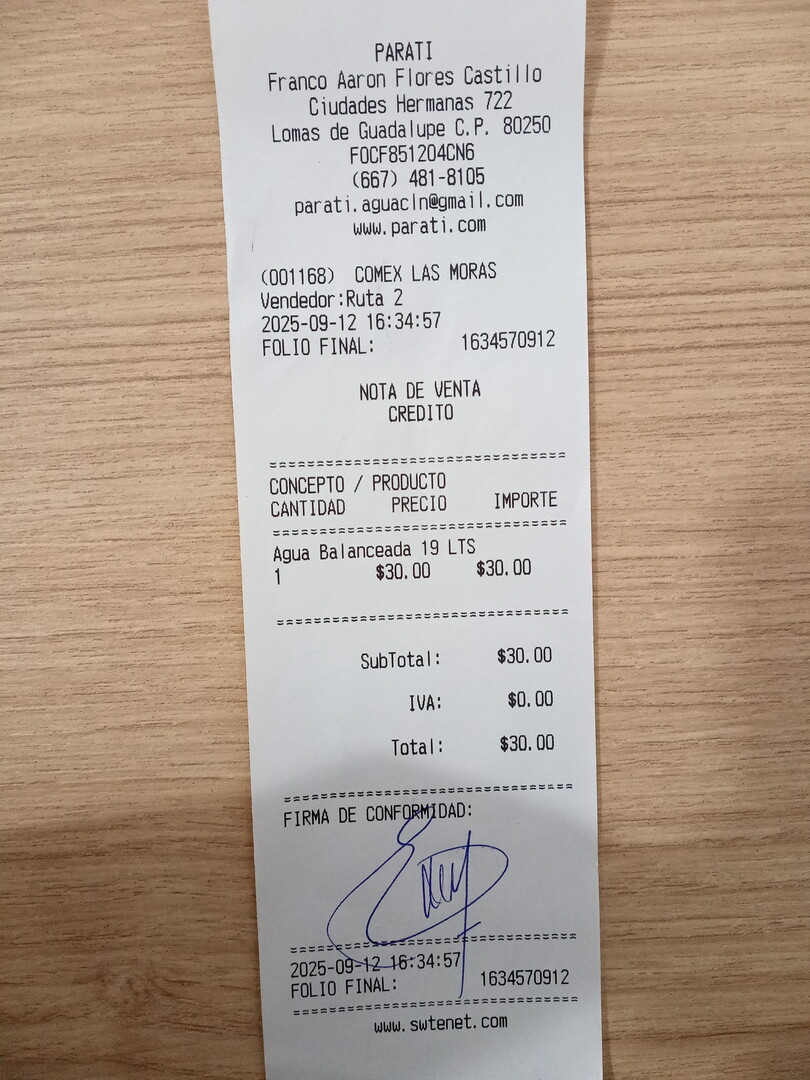 PARATI
Franco Aaron Flores Castillo
Ciudades Hermanas 722
Lomas de Guadalupe C.P. 80250
FOCF851204CN6
(667) 481-8105
parati.aguacln@gmail.com
www.parati.com
(001168) COMEX LAS MORAS
Vendedor:Ruta 2
2025-09-12 16:34:57
FOLIO FINAL: 1634570912
NOTA DE VENTA
CREDITO
CONCEPTO / PRODUCTO
CANTIDAD PRECIO IMPORTE
Agua Balanceada 19 LTS
1 $30.00 $30.00
SubTotal: $30.00
IVA: $0.00
Total: $30.00
FIRMA DE CONFORMIDAD:
2025-09-12 16:34:57
FOLIO FINAL: 1634570912
www.swtenet.com